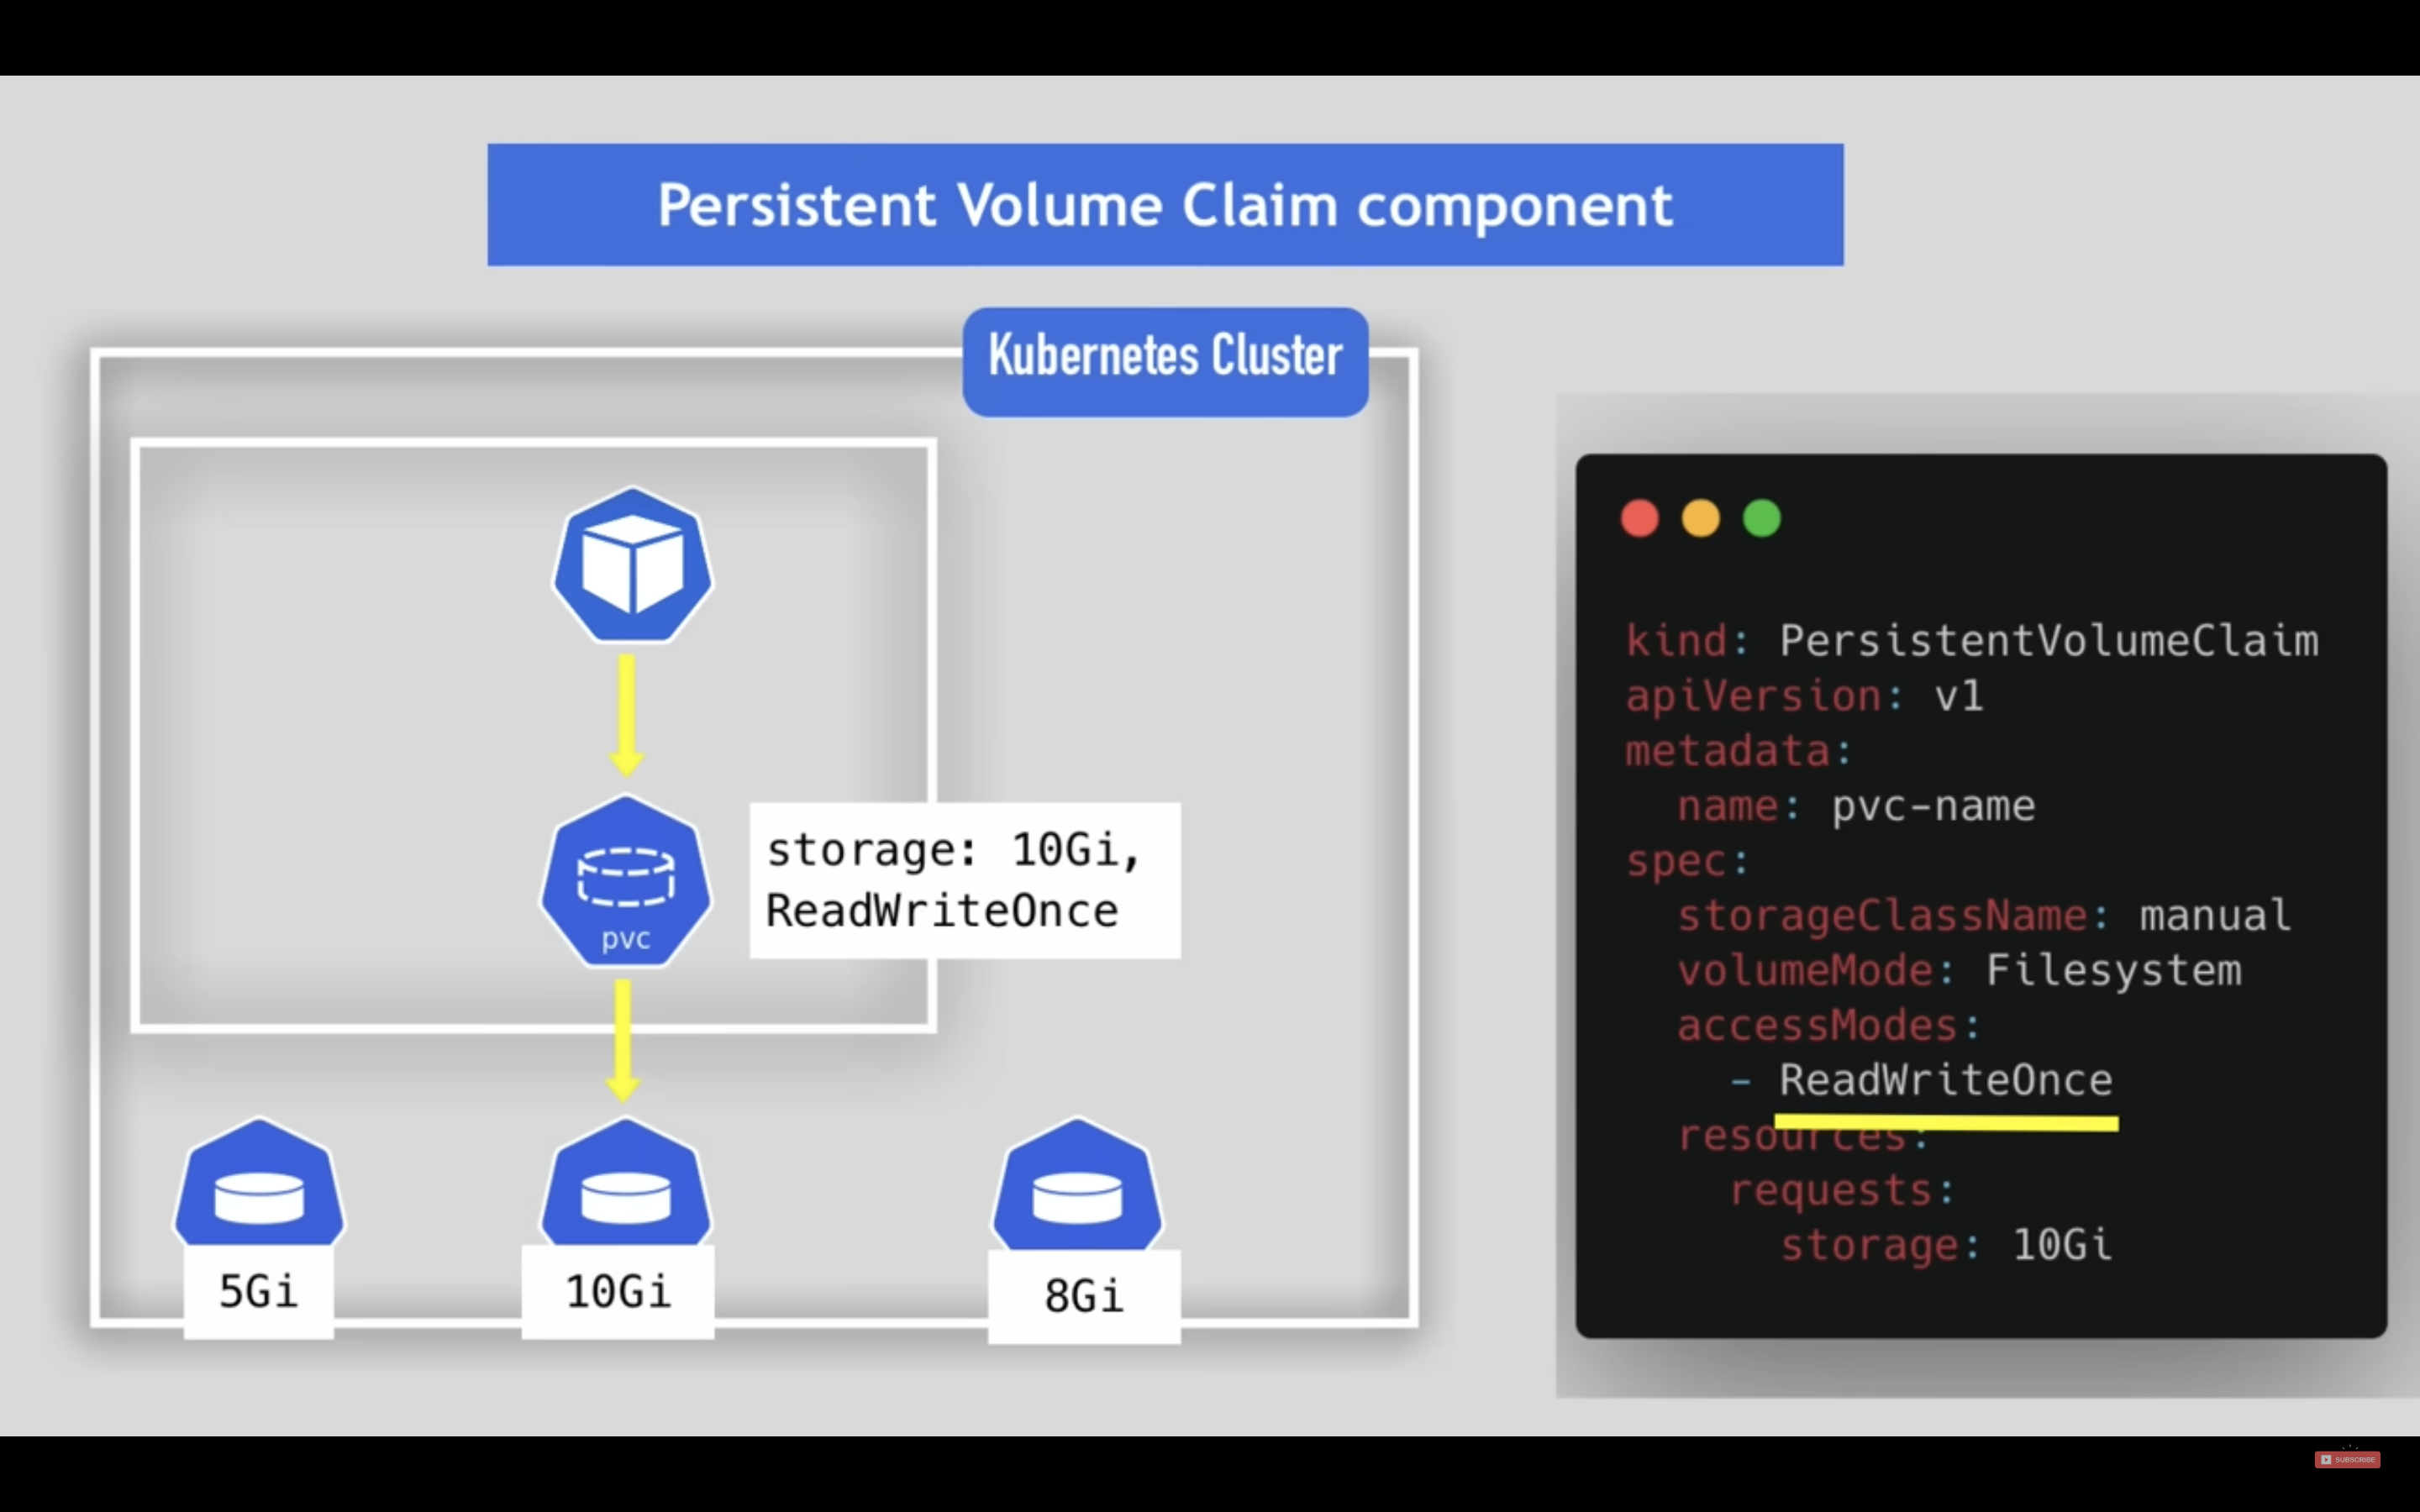 Persistent Volume Claim component
Kubernetes Cluster
storage: 10Gi,
ReadWriteOnce
pvc
5Gi
10Gi
8Gi
kind: PersistentVolumeClaim
apiVersion: v1
metadata:
  name: pvc-name
spec:
  storageClassName: manual
  volumeMode: Filesystem
  accessModes:
    - ReadWriteOnce
  resources:
    requests:
      storage: 10Gi
SUBSCRIBE